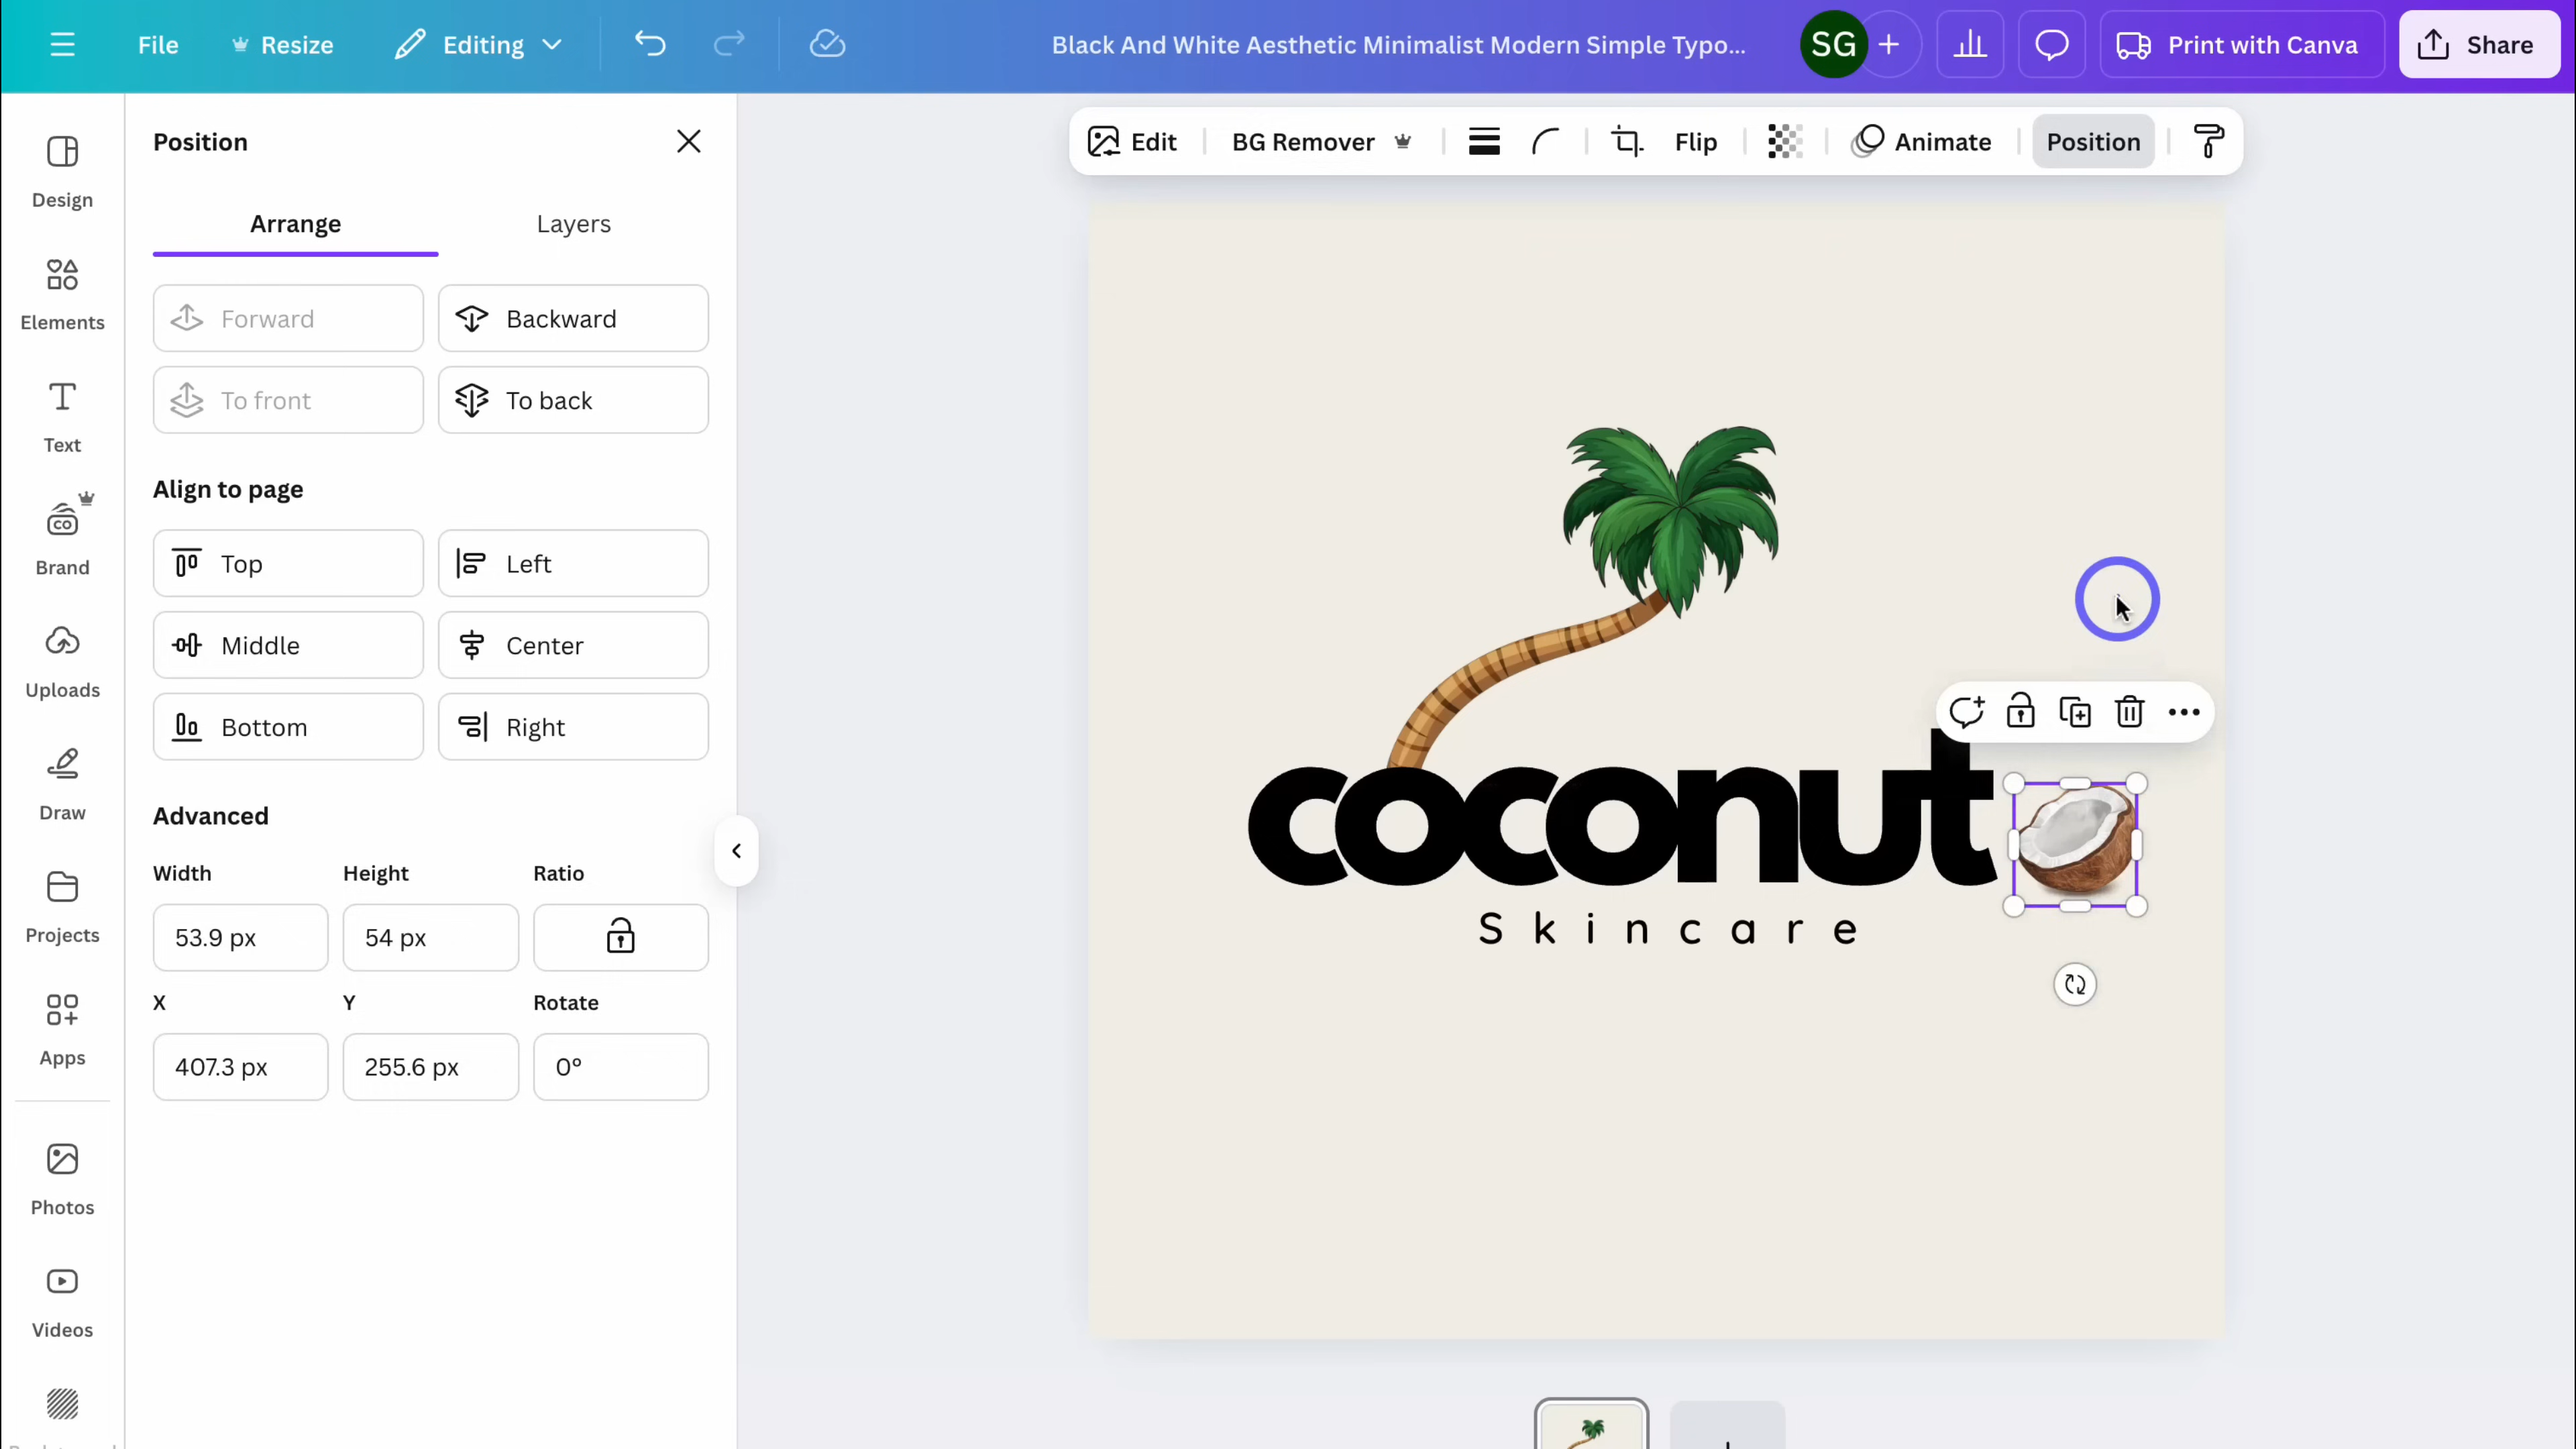 File
Resize
Editing
Black And White Aesthetic Minimalist Modern Simple Typo...
SG
Print with Canva
Share
Design
Elements
Text
CO
Brand
Uploads
Draw
Projects
Apps
Photos
Videos
Position
Arrange
Layers
Forward
Backward
To front
To back
Align to page
Top
Left
Middle
Center
Bottom
Right
Advanced
Width
Height
Ratio
53.9 px
54 px
X
Y
Rotate
407.3 px
255.6 px
0°
Edit
BG Remover
Flip
Animate
Position
coconut
Skincare